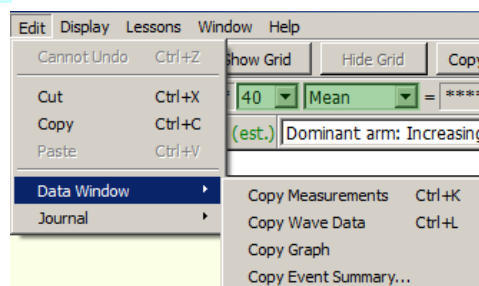 Edit Display Lessons Window Help
Cannot Undo Ctrl+Z
Show Grid Hide Grid Copy
Cut Ctrl+X
40 Mean = ****
Copy Ctrl+C
(est.) Dominant arm: Increasing
Paste Ctrl+V
Data Window
Copy Measurements Ctrl+K
Journal
Copy Wave Data Ctrl+L
Copy Graph
Copy Event Summary...